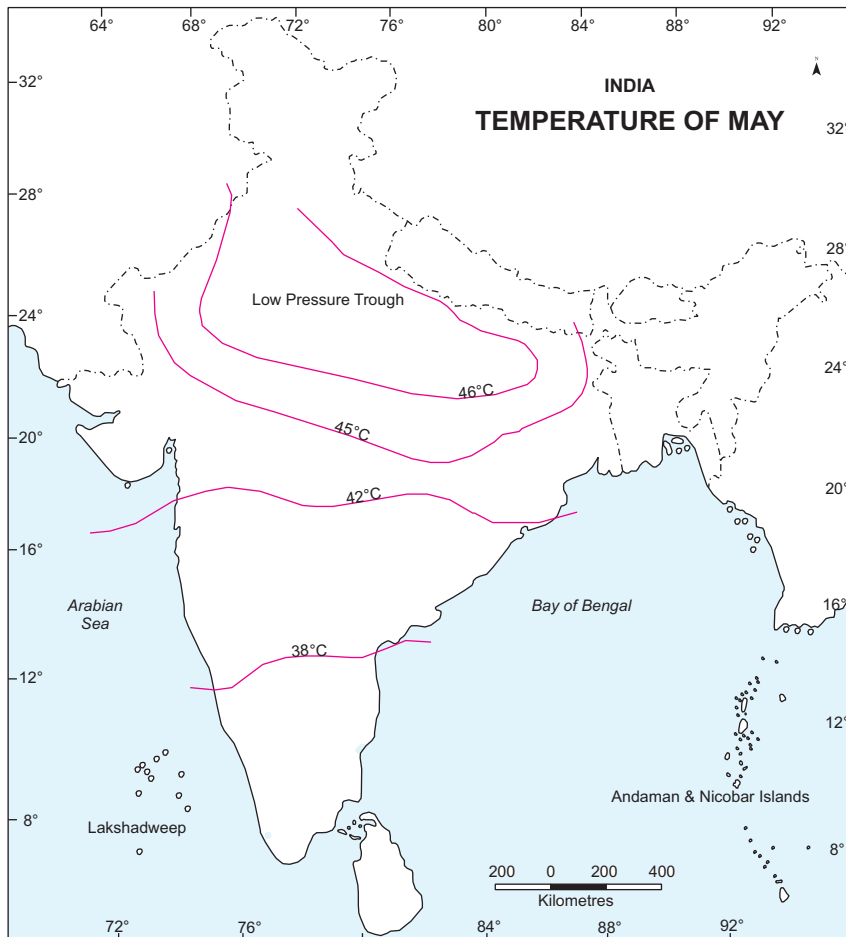 64° 68° 72° 76° 80° 84° 88° 92°
N
INDIA
TEMPERATURE OF MAY
32°
32°
28°
28°
Low Pressure Trough
24°
24°
46°C
45°C
20°
20°
42°C
16°
16°
Arabian
Sea
Bay of Bengal
38°C
12°
12°
Andaman & Nicobar Islands
8°
Lakshadweep
8°
200 0 200 400
Kilometres
72° 76° 84° 88° 92°